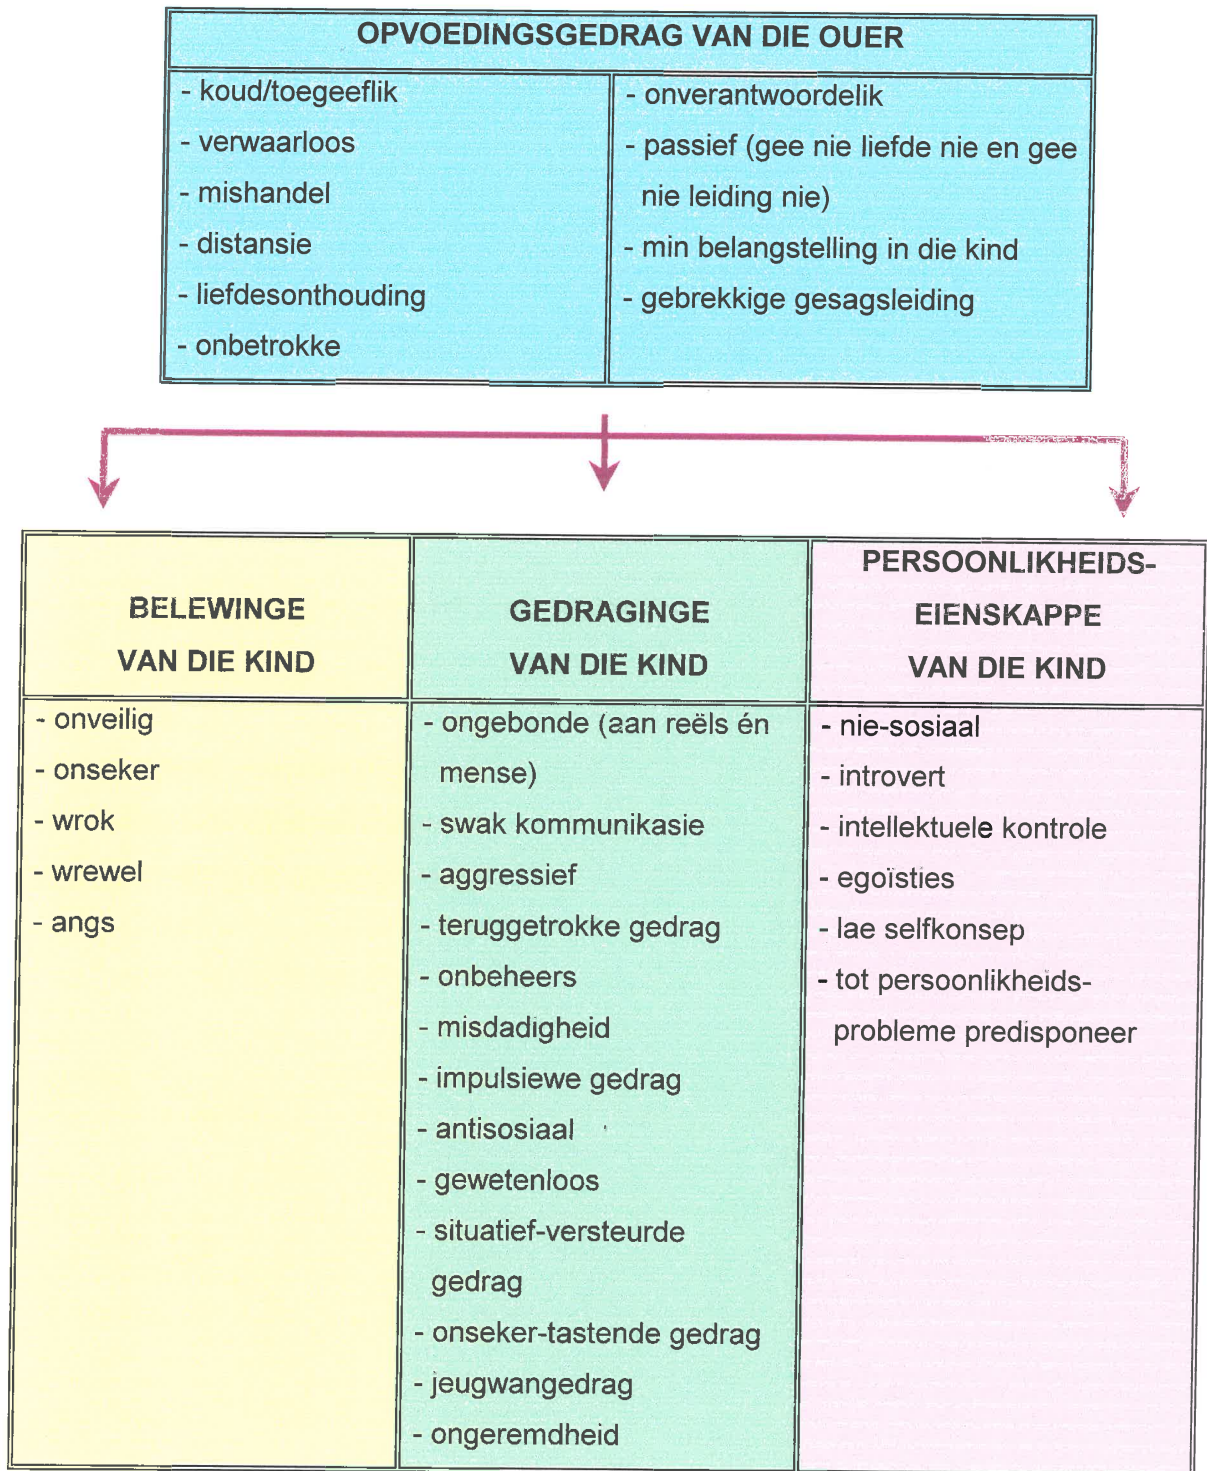 OPVOEDINGSGEDRAG VAN DIE OUER
- koud/toegeeflik
- verwaarloos
- mishandel
- distansie
- liefdesonthouding
- onbetrokke
- onverantwoordelik
- passief (gee nie liefde nie en gee
nie leiding nie)
- min belangstelling in die kind
- gebrekkige gesagsleiding
BELEWINGE
VAN DIE KIND
- onveilig
- onseker
- wrok
- wrewel
- angs
GEDRAGINGE
VAN DIE KIND
- ongebonde (aan reëls én
mense)
- swak kommunikasie
- aggressief
- teruggetrokke gedrag
- onbeheers
- misdadigheid
- impulsiewe gedrag
- antisosiaal
- gewetenloos
- situatief-versteurde
gedrag
- onseker-tastende gedrag
- jeugwangedrag
- ongeremdheid
PERSOONLIKHEIDS-
EIENSKAPPE
VAN DIE KIND
- nie-sosiaal
- introvert
- intellektuele kontrole
- egoïsties
- lae selfkonsep
- tot persoonlikheids-
probleme predisponeer